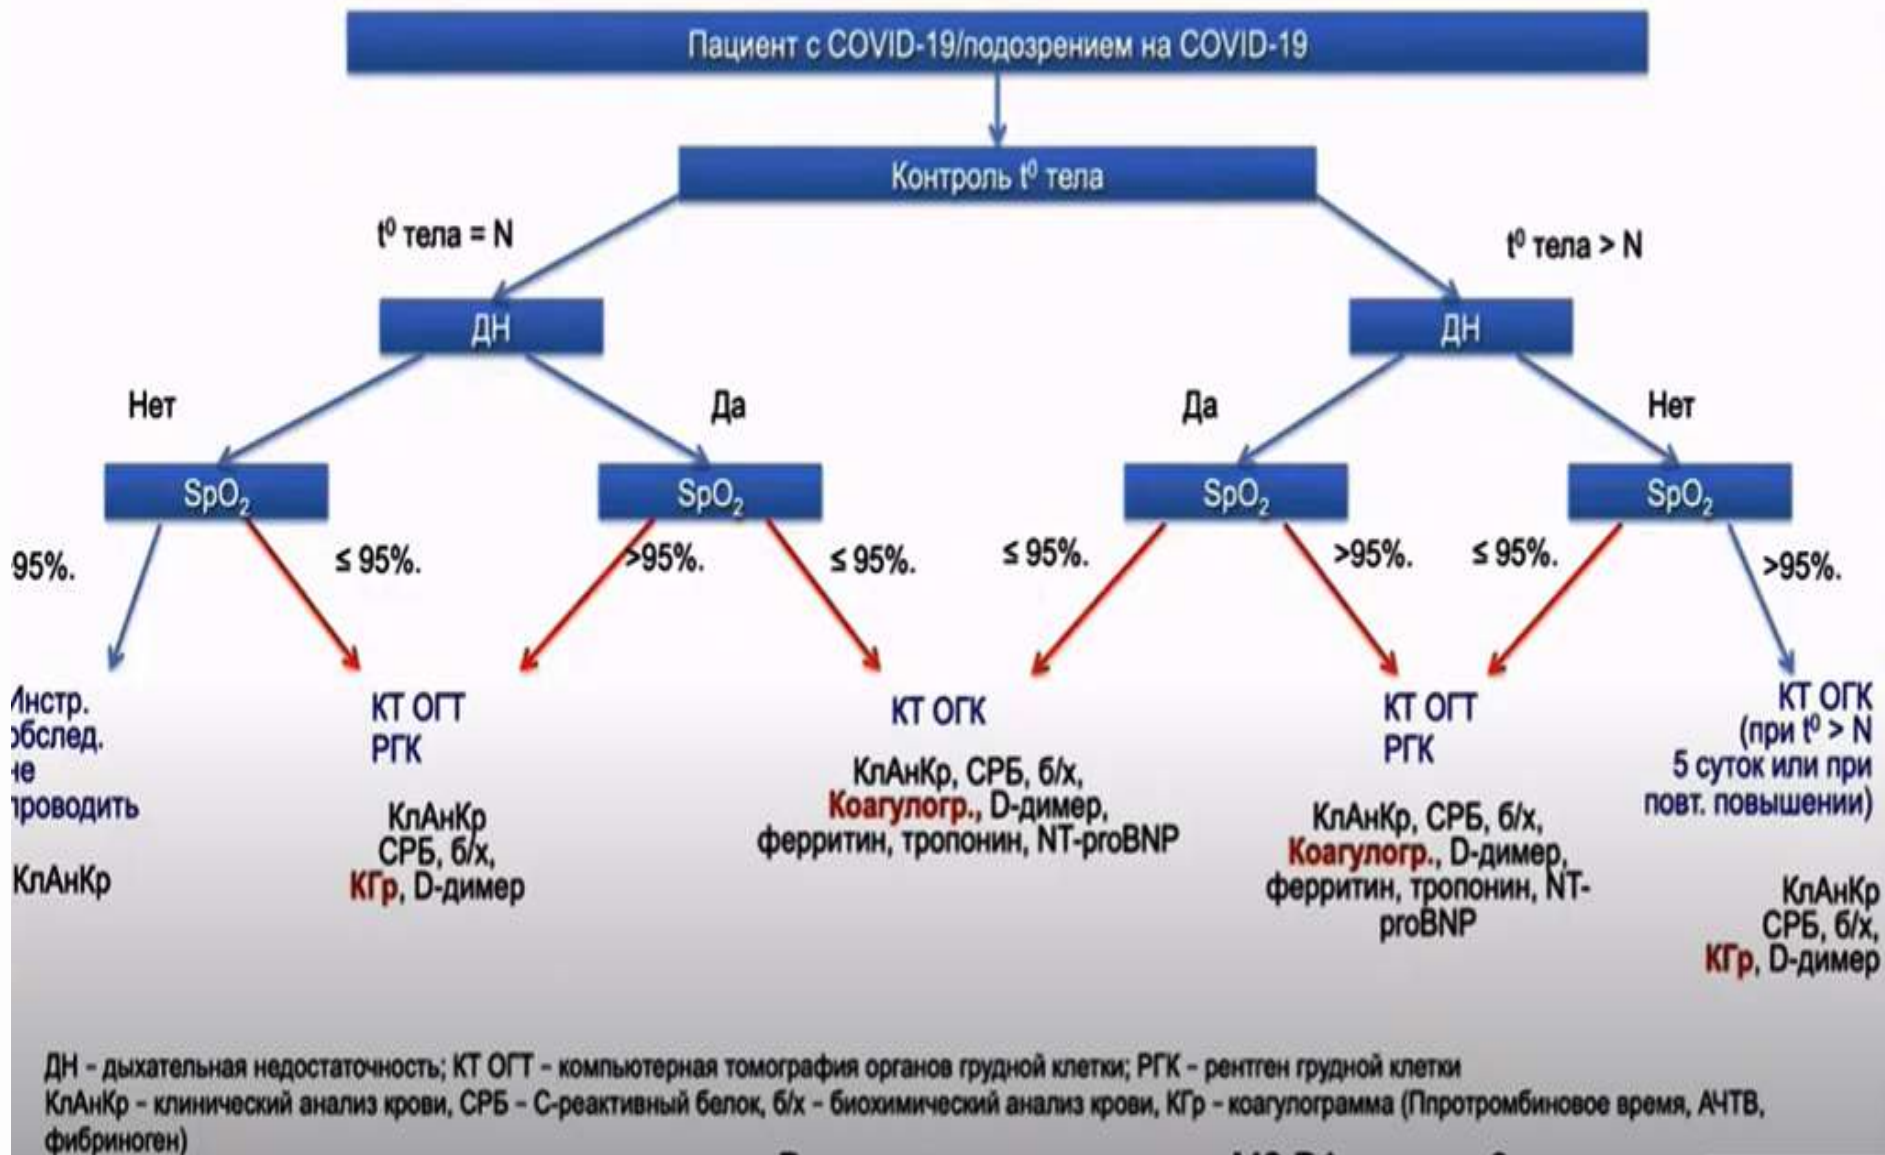 Пациент с COVID-19/подозрением на COVID-19
Контроль t⁰ тела
t⁰ тела = N
t⁰ тела > N
ДН
ДН
Нет
Да
Да
Нет
SpO₂
SpO₂
SpO₂
SpO₂
95%.
≤ 95%.
>95%.
≤ 95%.
≤ 95%.
>95%.
≤ 95%.
>95%.
Инстр.
обслед.
не
проводить
КлАнКр
КТ ОГТ
РГК
КлАнКр
СРБ, б/х,
КГр, D-димер
КТ ОГК
КлАнКр, СРБ, б/х,
Коагулогр., D-димер,
ферритин, тропонин, NT-proBNP
КТ ОГТ
РГК
КлАнКр, СРБ, б/х,
Коагулогр., D-димер,
ферритин, тропонин, NT-
proBNP
КТ ОГК
(при t⁰ > N
5 суток или при
повт. повышении)
КлАнКр
СРБ, б/х,
КГр, D-димер
ДН – дыхательная недостаточность; КТ ОГТ – компьютерная томография органов грудной клетки; РГК – рентген грудной клетки
КлАнКр – клинический анализ крови, СРБ – С-реактивный белок, б/х – биохимический анализ крови, КГр – коагулограмма (Ппротромбиновое время, АЧТВ,
фибриноген)